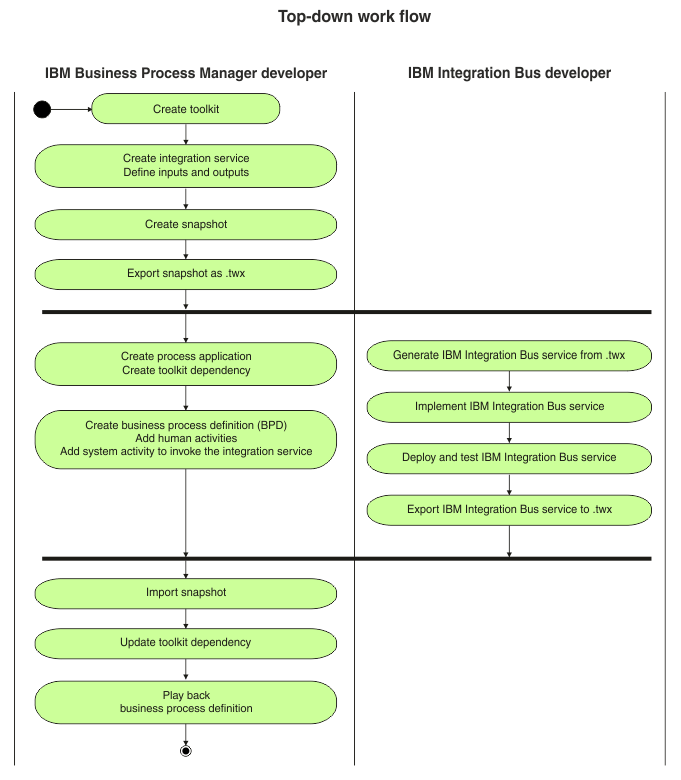 Top-down work flow
IBM Business Process Manager developer
IBM Integration Bus developer
Create toolkit
Create integration service
Define inputs and outputs
Create snapshot
Export snapshot as .twx
Create process application
Create toolkit dependency
Create business process definition (BPD)
Add human activities
Add system activity to invoke the integration service
Generate IBM Integration Bus service from .twx
Implement IBM Integration Bus service
Deploy and test IBM Integration Bus service
Export IBM Integration Bus service to .twx
Import snapshot
Update toolkit dependency
Play back
business process definition